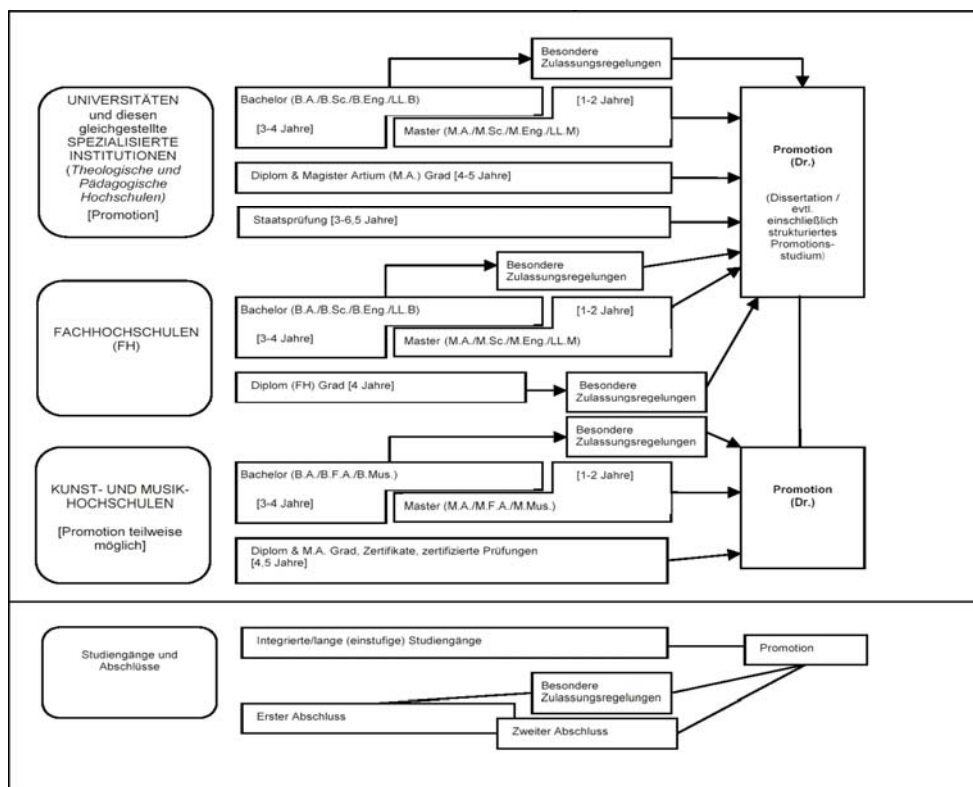 Besondere
Zulassungsregelungen
UNIVERSITÄTEN
und diesen
gleichgestellte
SPEZIALISIERTE
INSTITUTIONEN
(Theologische und
Pädagogische
Hochschulen)
[Promotion]
Bachelor (B.A./B.Sc./B.Eng./LL.B)
[3-4 Jahre]
[1-2 Jahre]
Master (M.A./M.Sc./M.Eng./LL.M)
Diplom & Magister Artium (M.A.) Grad [4-5 Jahre]
Staatsprüfung [3-6,5 Jahre]
Promotion
(Dr.)
(Dissertation /
evtl.
einschließlich
strukturiertes
Promotions-
studium)
FACHHOCHSCHULEN
(FH)
Besondere
Zulassungsregelungen
Bachelor (B.A./B.Sc./B.Eng./LL.B)
[3-4 Jahre]
[1-2 Jahre]
Master (M.A./M.Sc./M.Eng./LL.M)
Diplom (FH) Grad [4 Jahre]
Besondere
Zulassungsregelungen
KUNST- UND MUSIK-
HOCHSCHULEN
[Promotion teilweise
möglich]
Besondere
Zulassungsregelungen
Bachelor (B.A./B.F.A./B.Mus.)
[3-4 Jahre]
[1-2 Jahre]
Master (M.A./M.F.A./M.Mus.)
Diplom & M.A. Grad, Zertifikate, zertifizierte Prüfungen
[4,5 Jahre]
Promotion
(Dr.)
Studiengänge und
Abschlüsse
Integrierte/lange (einstufige) Studiengänge
Promotion
Besondere
Zulassungsregelungen
Erster Abschluss
Zweiter Abschluss